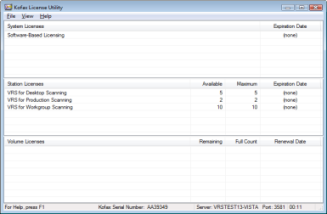 Kofax License Utility
File View Help
System Licenses Expiration Date
Software-Based Licensing (none)
Station Licenses Available Maximum Expiration Date
VRS for Desktop Scanning 5 5 (none)
VRS for Production Scanning 2 2 (none)
VRS for Workgroup Scanning 10 10 (none)
Volume Licenses Remaining Full Count Renewal Date
For Help, press F1 Kofax Serial Number: AA28349 Server: VRSTEST13-VISTA Port: 3581 00:11